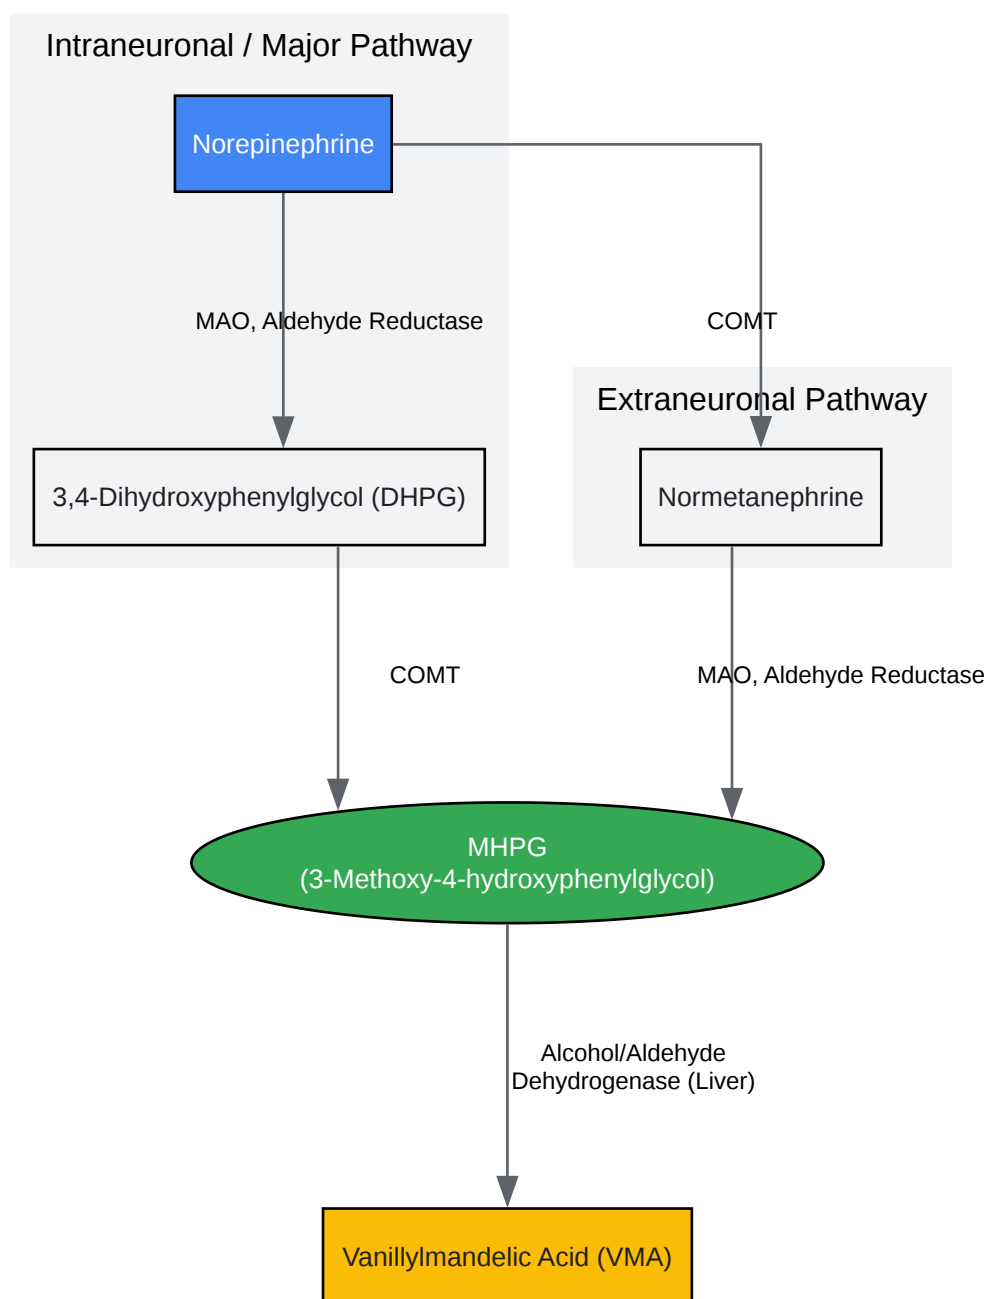 Intraneuronal / Major Pathway
Norepinephrine
MAO, Aldehyde Reductase
COMT
Extraneuronal Pathway
3,4-Dihydroxyphenylglycol (DHPG)
Normetanephrine
COMT
MAO, Aldehyde Reductase
MHPG
(3-Methoxy-4-hydroxyphenylglycol)
Alcohol/Aldehyde
Dehydrogenase (Liver)
Vanillylmandelic Acid (VMA)